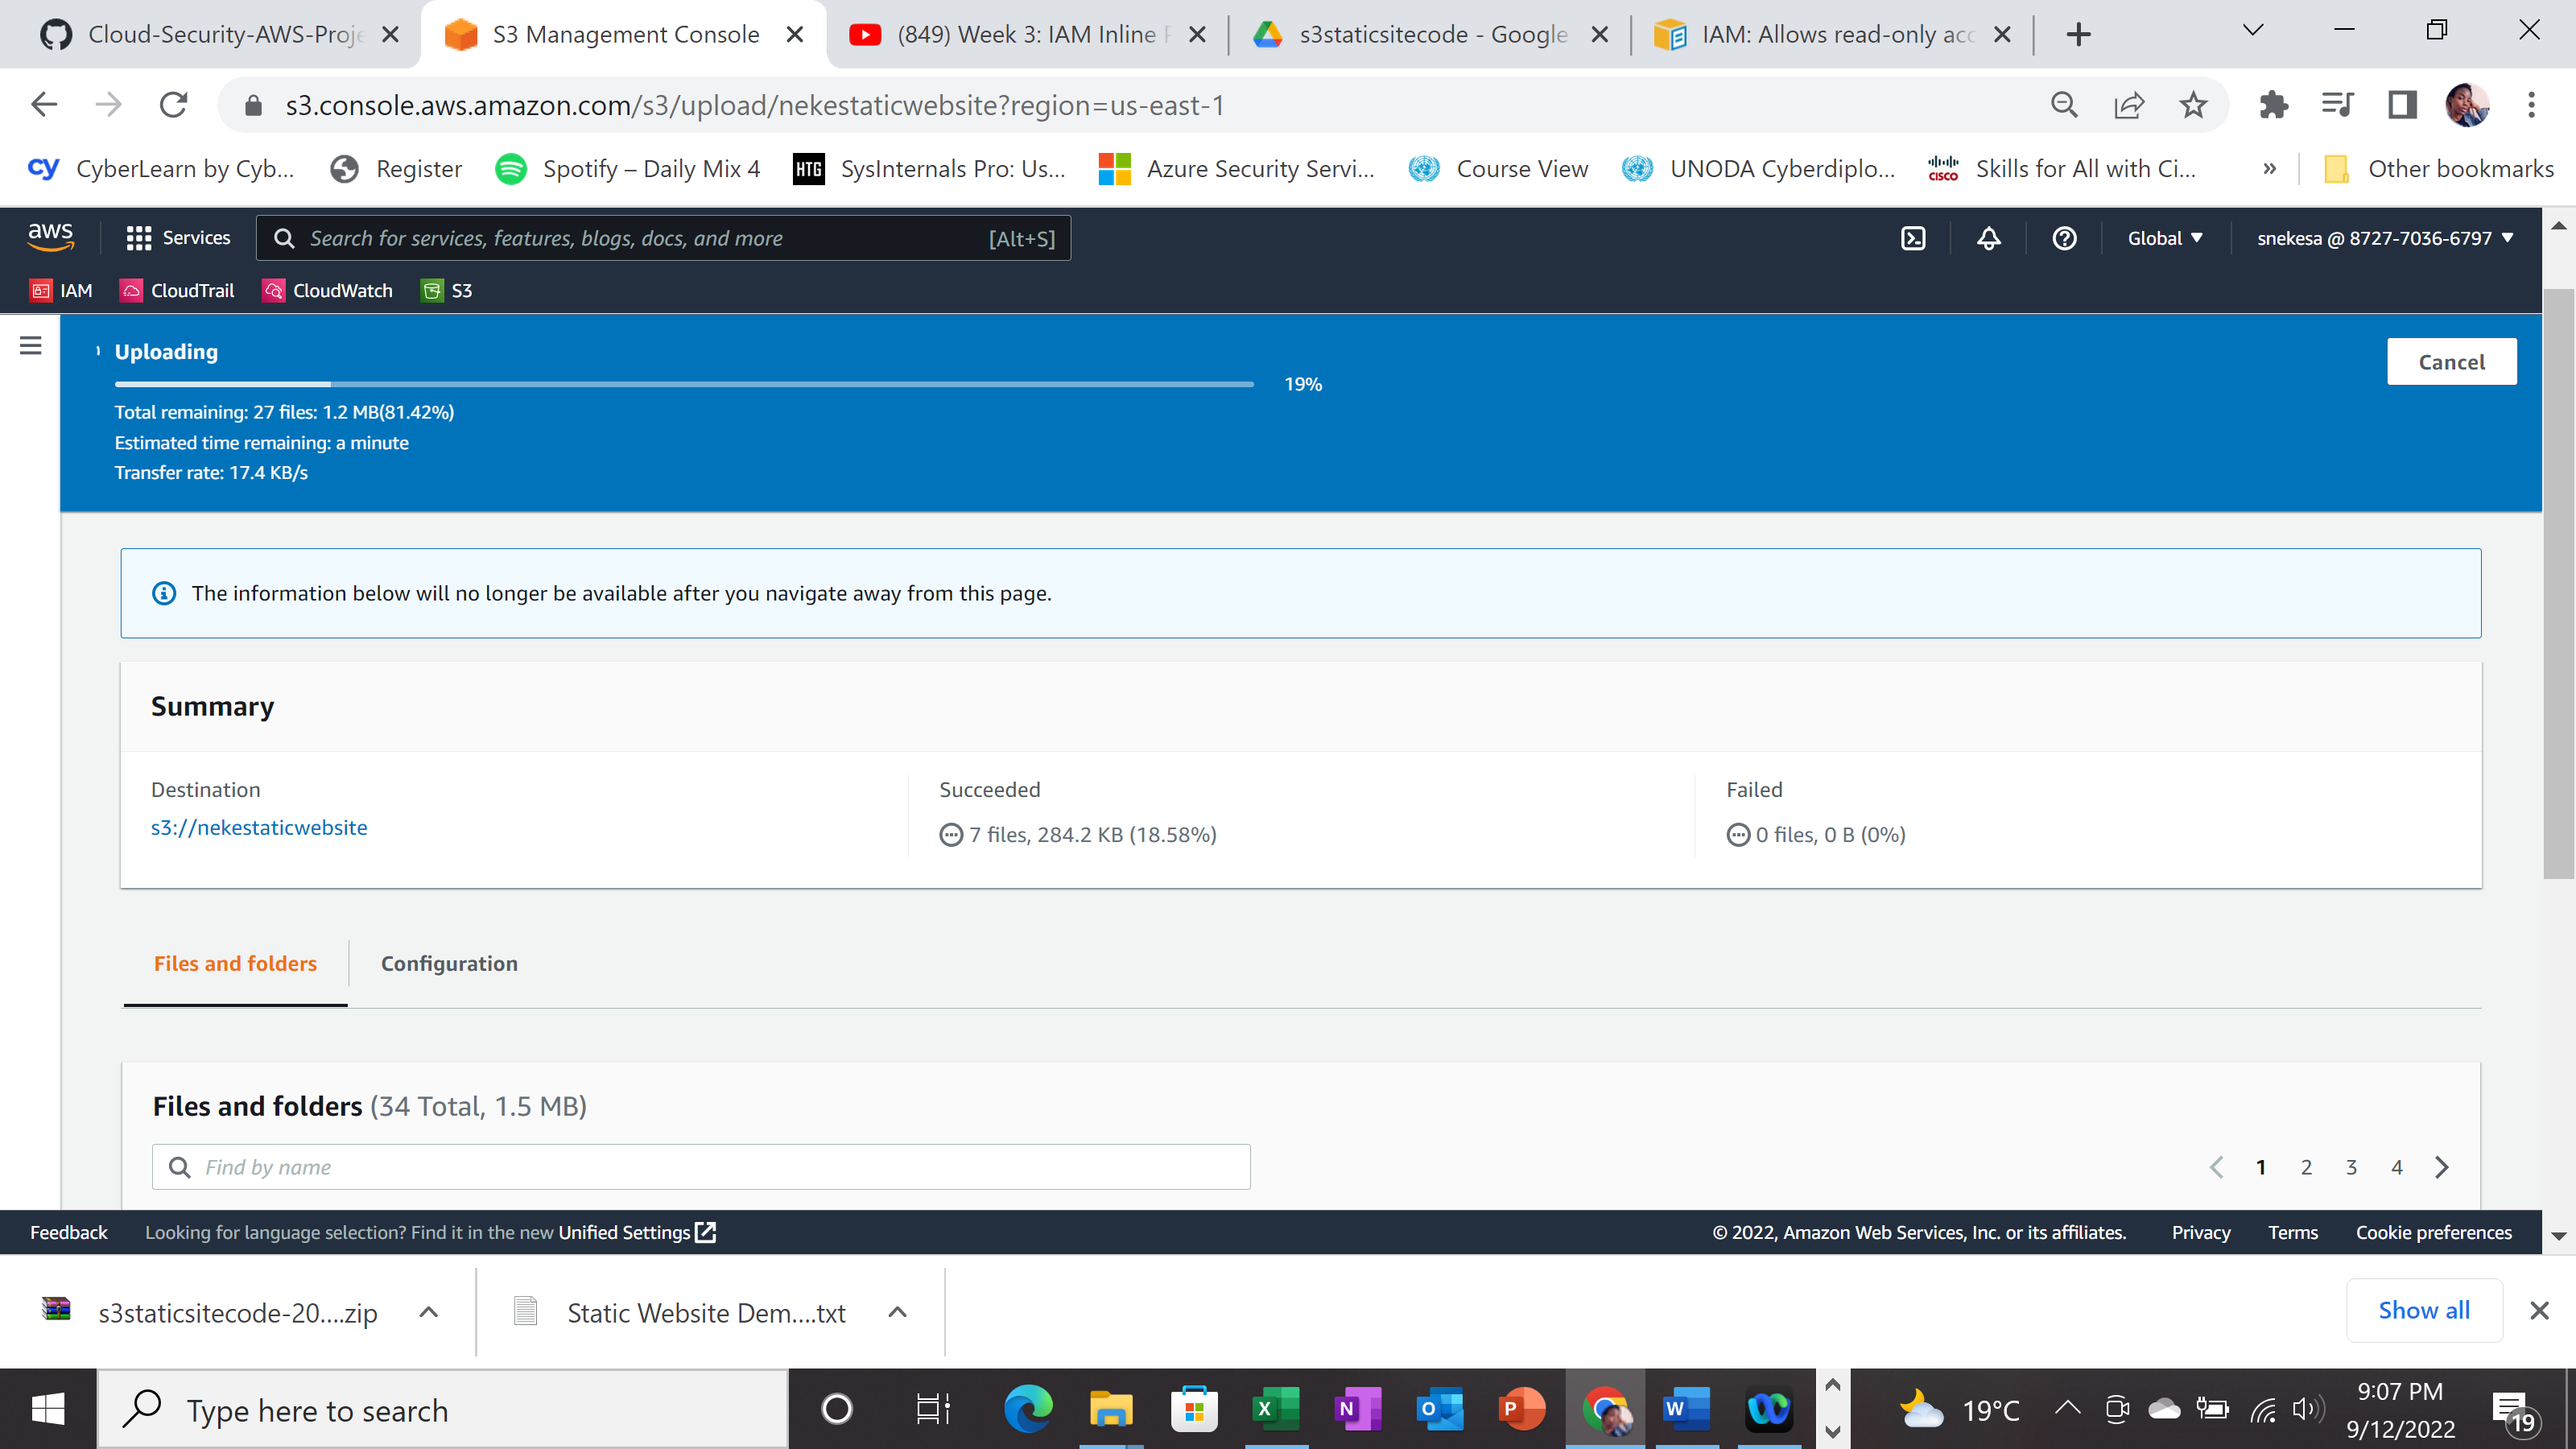 Cloud-Security-AWS-Proje
S3 Management Console
(849) Week 3: IAM Inline P
s3staticsitecode - Google
IAM: Allows read-only acc
s3.console.aws.amazon.com/s3/upload/nekestaticwebsite?region=us-east-1
cy CyberLearn by Cyb...
Register
Spotify – Daily Mix 4
HTG SysInternals Pro: Us...
Azure Security Servi...
Course View
UNODA Cyberdiplo...
CISCO Skills for All with Ci...
»
Other bookmarks
aws
Services
Search for services, features, blogs, docs, and more [Alt+S]
Global
snekesa @ 8727-7036-6797
IAM
CloudTrail
CloudWatch
S3
Uploading
Cancel
19%
Total remaining: 27 files: 1.2 MB(81.42%)
Estimated time remaining: a minute
Transfer rate: 17.4 KB/s
The information below will no longer be available after you navigate away from this page.
Summary
Destination
s3://nekestaticwebsite
Succeeded
7 files, 284.2 KB (18.58%)
Failed
0 files, 0 B (0%)
Files and folders
Configuration
Files and folders (34 Total, 1.5 MB)
Find by name
1 2 3 4
Feedback
Looking for language selection? Find it in the new Unified Settings
© 2022, Amazon Web Services, Inc. or its affiliates.
Privacy
Terms
Cookie preferences
s3staticsitecode-20....zip
Static Website Dem....txt
Show all
Type here to search
X
N
O
P
W
19°C
9:07 PM
9/12/2022
19